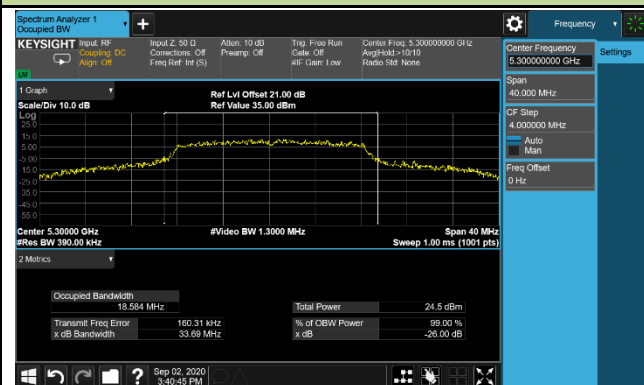 Spectrum Analyzer 1
Occupied BW
Frequency
KEYSIGHT
Input: RF
Coupling: DC
Align: Off
Input Z: 50 Ω
Corrections: Off
Freq Ref: Int (S)
Atten: 10 dB
Preamp: Off
Trig: Free Run
Gate: Off
#IF Gain: Low
Center Freq: 5.300000000 GHz
Avg|Hold:>10/10
Radio Std: None
Center Frequency
5.300000000 GHz
Settings
Span
40.000 MHz
CF Step
4.000000 MHz
Auto
Man
Freq Offset
0 Hz
1 Graph
Scale/Div 10.0 dB
Ref Lvl Offset 21.00 dB
Ref Value 35.00 dBm
Log
25.0
15.0
5.00
-5.00
-15.0
-25.0
-35.0
-45.0
-55.0
Center 5.30000 GHz
#Res BW 390.00 kHz
#Video BW 1.3000 MHz
Span 40 MHz
Sweep 1.00 ms (1001 pts)
2 Metrics
Occupied Bandwidth
18.584 MHz
Total Power
24.5 dBm
Transmit Freq Error
160.31 kHz
% of OBW Power
99.00 %
x dB Bandwidth
33.69 MHz
x dB
-26.00 dB
Sep 02, 2020
3:40:45 PM